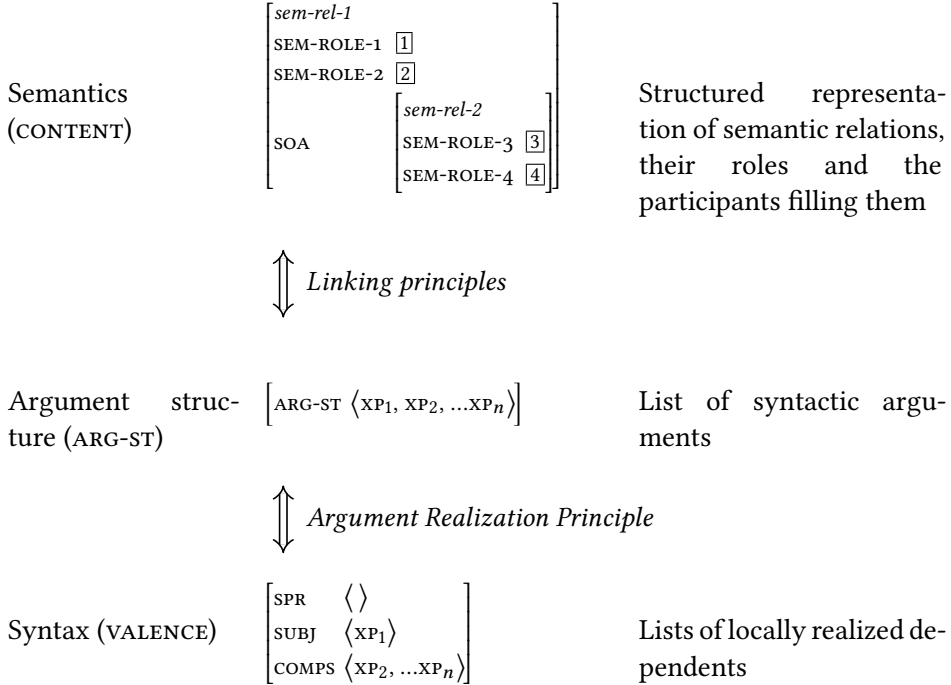 sem-rel-1
SEM-ROLE-1 1
SEM-ROLE-2 2
Semantics
(CONTENT)
SOA
sem-rel-2
SEM-ROLE-3 3
SEM-ROLE-4 4
Structured representa-
tion of semantic relations,
their roles and the
participants filling them
⇕ Linking principles
Argument struc-
ture (ARG-ST)
[ARG-ST ⟨XP1, XP2, ...XPn⟩]
List of syntactic argu-
ments
⇕ Argument Realization Principle
Syntax (VALENCE)
SPR ⟨ ⟩
SUBJ ⟨XP1⟩
COMPS ⟨XP2, ...XPn⟩
Lists of locally realized de-
pendents